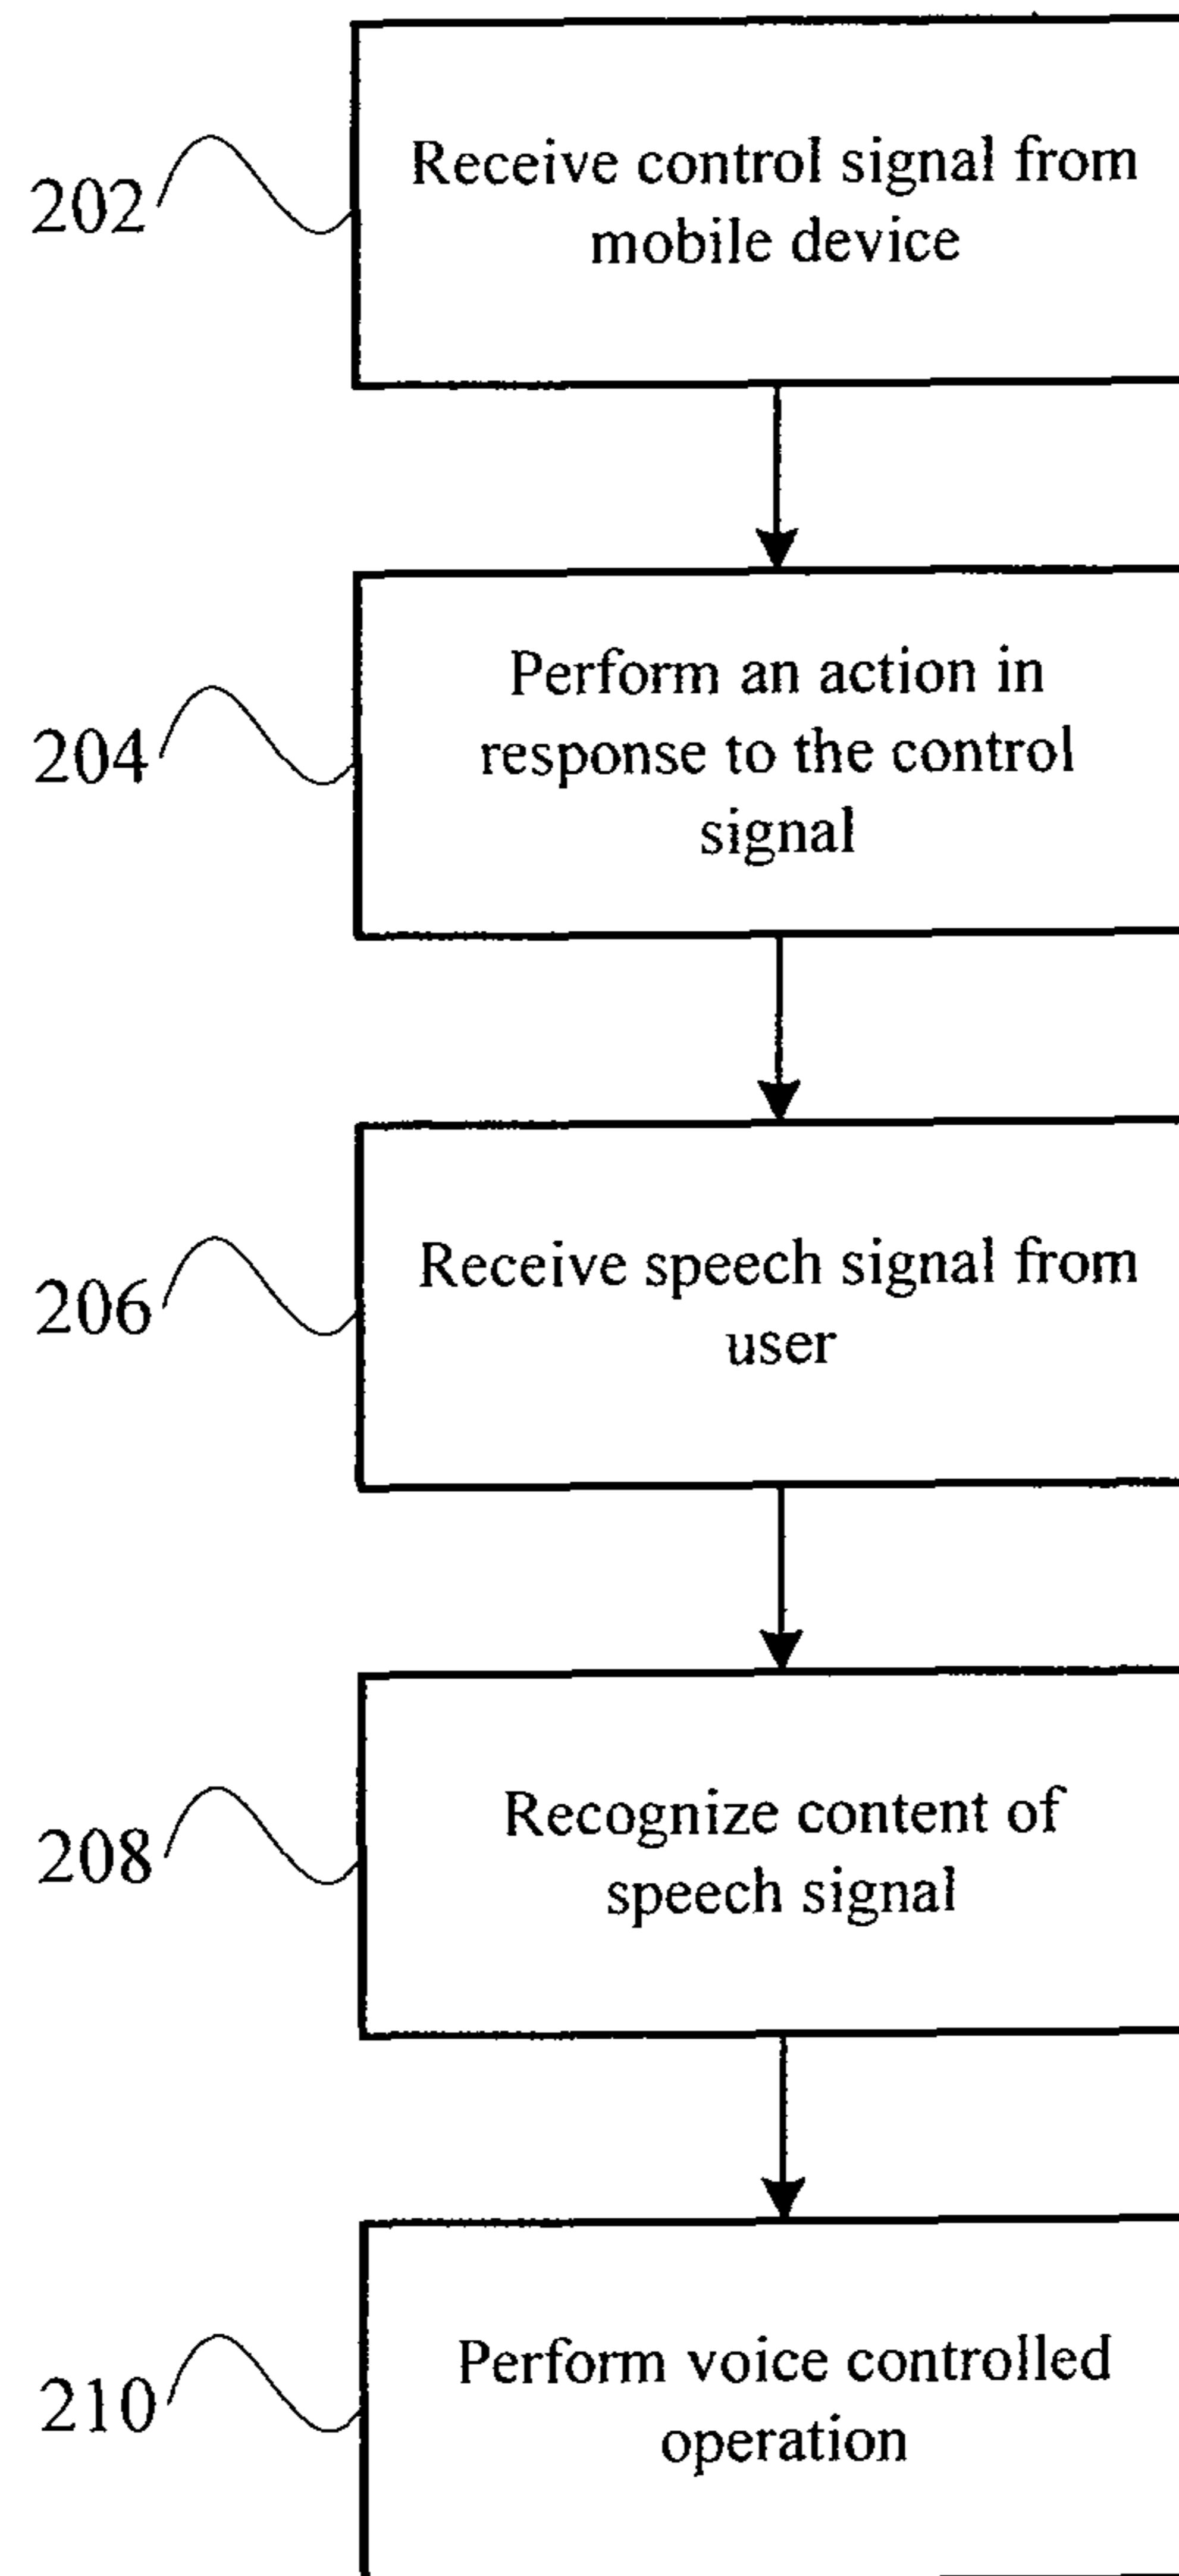 202
Receive control signal from
mobile device
204
Perform an action in
response to the control
signal
206
Receive speech signal from
user
208
Recognize content of
speech signal
210
Perform voice controlled
operation